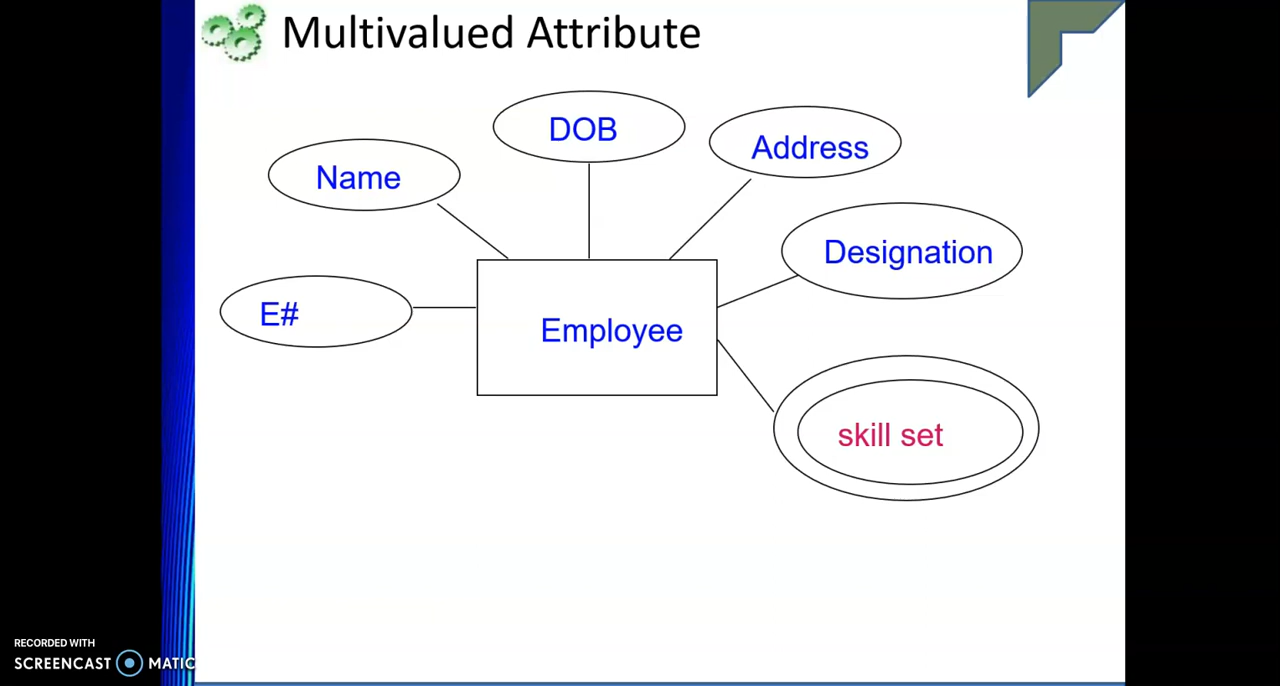 Multivalued Attribute
DOB
Address
Name
Designation
E#
Employee
skill set
RECORDED WITH
SCREENCAST MATIC